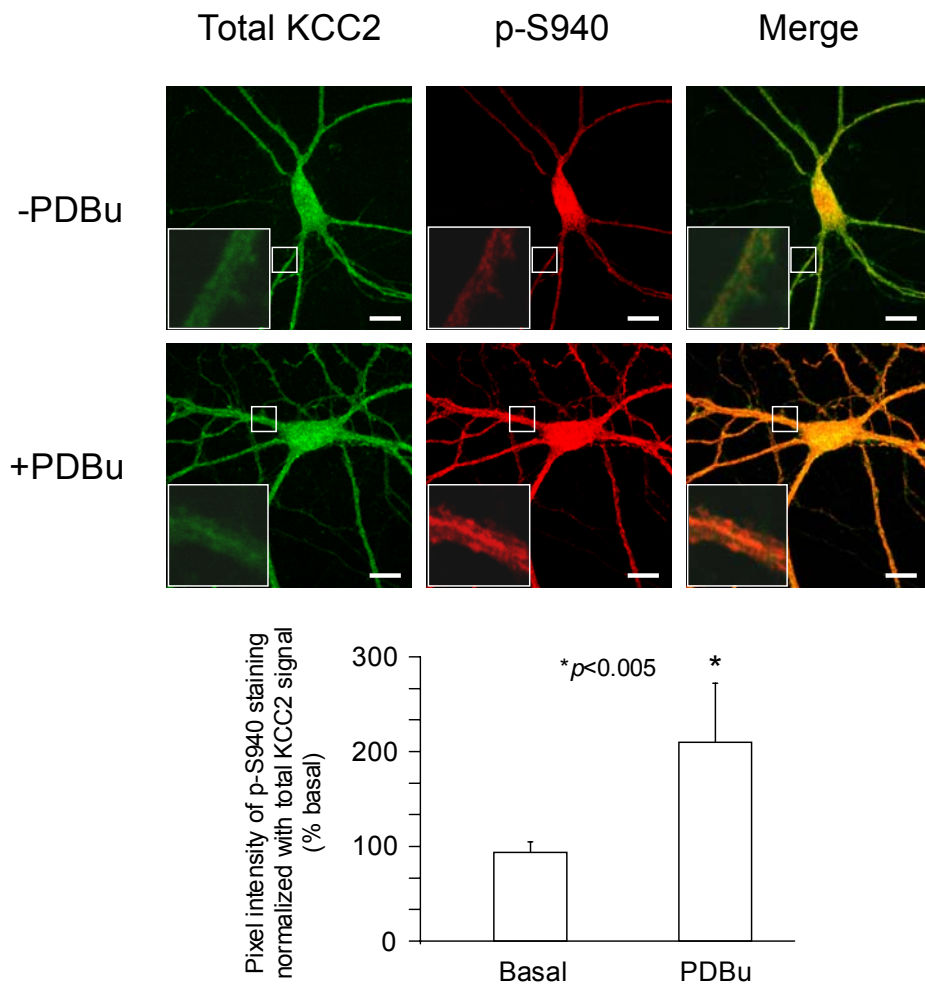 Total KCC2 p-S940 Merge
-PDBu
+PDBu
Pixel intensity of p-S940 staining
normalized with total KCC2 signal
(% basal)
300
200
100
0
*p<0.005
*
Basal PDBu